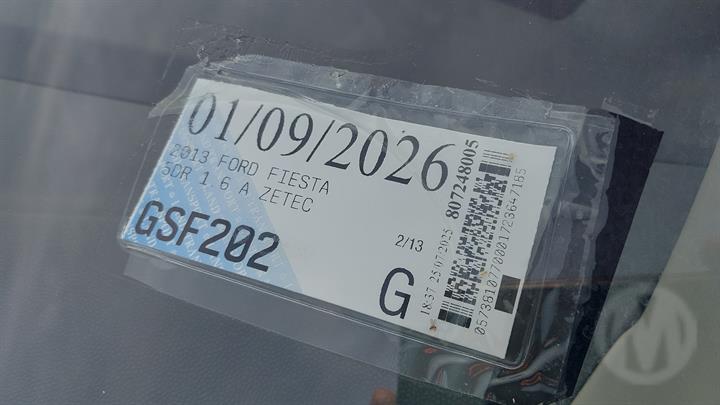 01/09/2026
2013 FORD FIESTA
5DR 1.6 A ZETEC
GSF202
2/13
G
18:37 25/07/2025 807248005
M